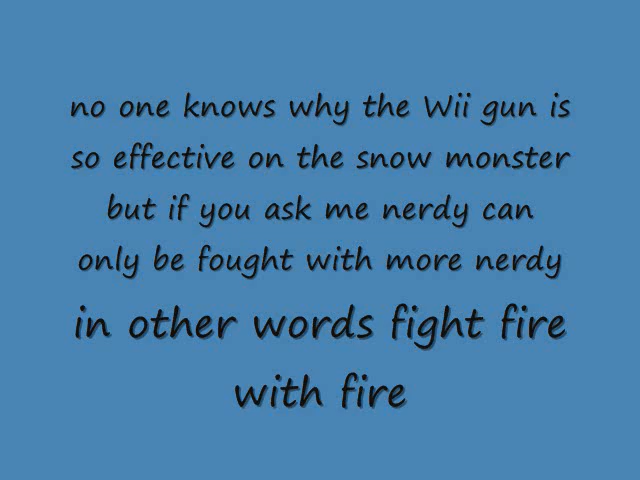 no one knows why the Wii gun is
so effective on the snow monster
but if you ask me nerdy can
only be fought with more nerdy
in other words fight fire
with fire